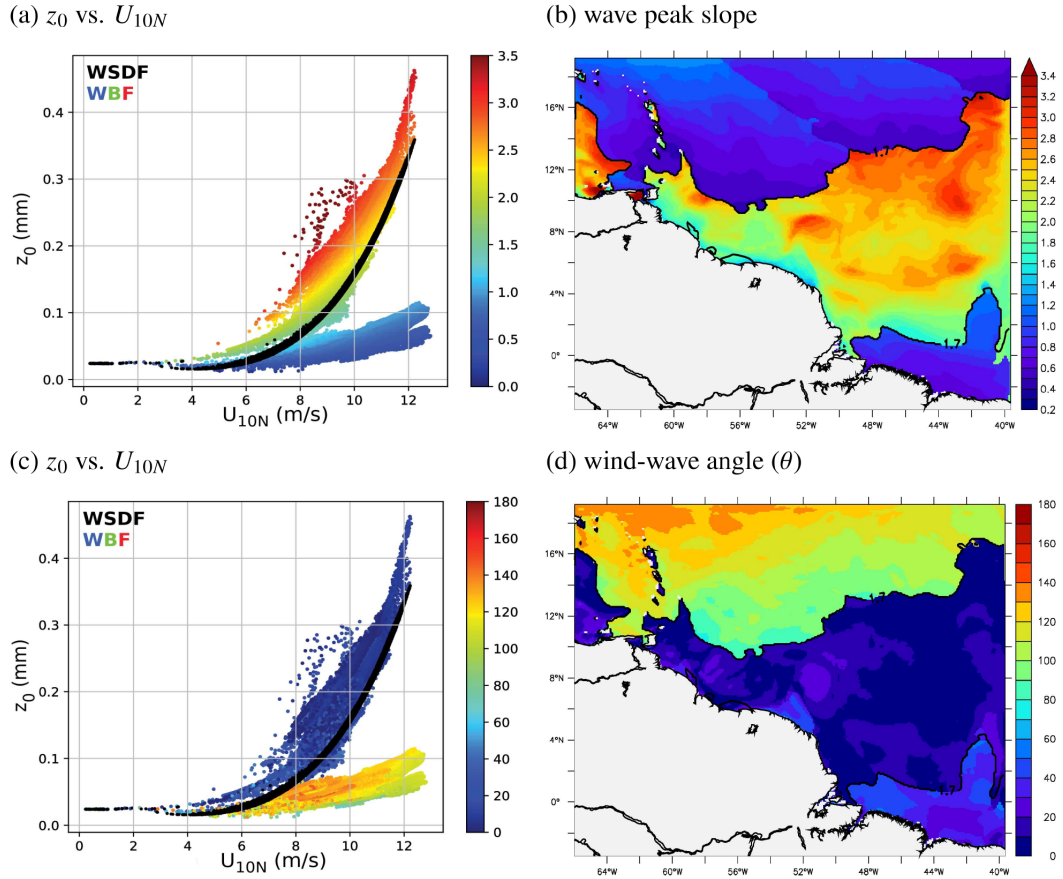 (a) z₀ vs. U₁₀N
(b) wave peak slope
WSDF
WBF
0.4
0.3
0.2
0.1
0.0
z₀ (mm)
0 2 4 6 8 10 12
U₁₀N (m/s)
3.5
3.0
2.5
2.0
1.5
1.0
0.5
0.0
16°N
12°N
8°N
4°N
0°
64°W 60°W 56°W 52°W 48°W 44°W 40°W
1.7
1.7
3.4
3.2
3.0
2.8
2.6
2.4
2.2
2.0
1.8
1.6
1.4
1.2
1.0
0.8
0.6
0.4
0.2
(c) z₀ vs. U₁₀N
(d) wind-wave angle (θ)
WSDF
WBF
0.4
0.3
0.2
0.1
0.0
z₀ (mm)
0 2 4 6 8 10 12
U₁₀N (m/s)
180
160
140
120
100
80
60
40
20
0
16°N
12°N
8°N
4°N
0°
64°W 60°W 56°W 52°W 48°W 44°W 40°W
1.7
1.7
180
160
140
120
100
80
60
40
20
0